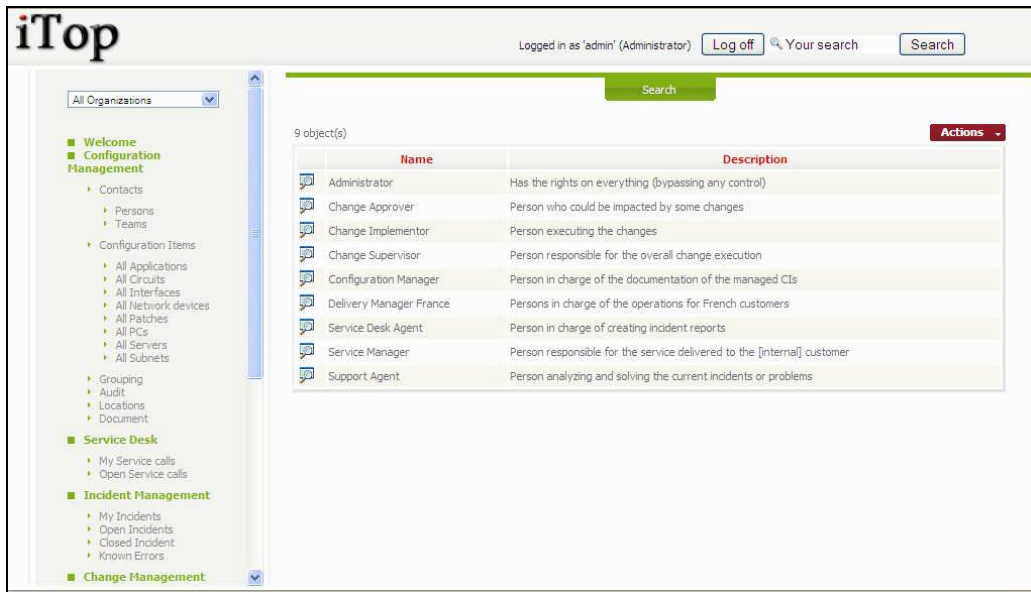 iTop
Logged in as 'admin' (Administrator)
Log off
Your search
Search
All Organizations
Welcome
Configuration
Management
Contacts
Persons
Teams
Configuration Items
All Applications
All Circuits
All Interfaces
All Network devices
All Patches
All PCs
All Servers
All Subnets
Grouping
Audit
Locations
Document
Service Desk
My Service calls
Open Service calls
Incident Management
My Incidents
Open Incidents
Closed Incident
Known Errors
Change Management
Search
9 object(s)
Actions
Name Description
Administrator Has the rights on everything (bypassing any control)
Change Approver Person who could be impacted by some changes
Change Implementor Person executing the changes
Change Supervisor Person responsible for the overall change execution
Configuration Manager Person in charge of the documentation of the managed CIs
Delivery Manager France Persons in charge of the operations for French customers
Service Desk Agent Person in charge of creating incident reports
Service Manager Person responsible for the service delivered to the [internal] customer
Support Agent Person analyzing and solving the current incidents or problems